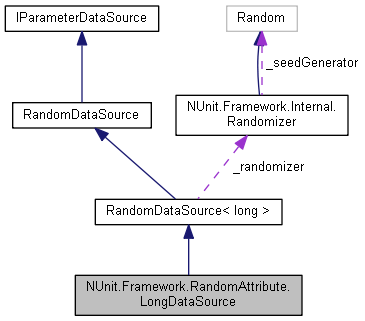 IParameterDataSource
Random
_seedGenerator
RandomDataSource
NUnit.Framework.Internal.
Randomizer
_randomizer
RandomDataSource< long >
NUnit.Framework.RandomAttribute.
LongDataSource